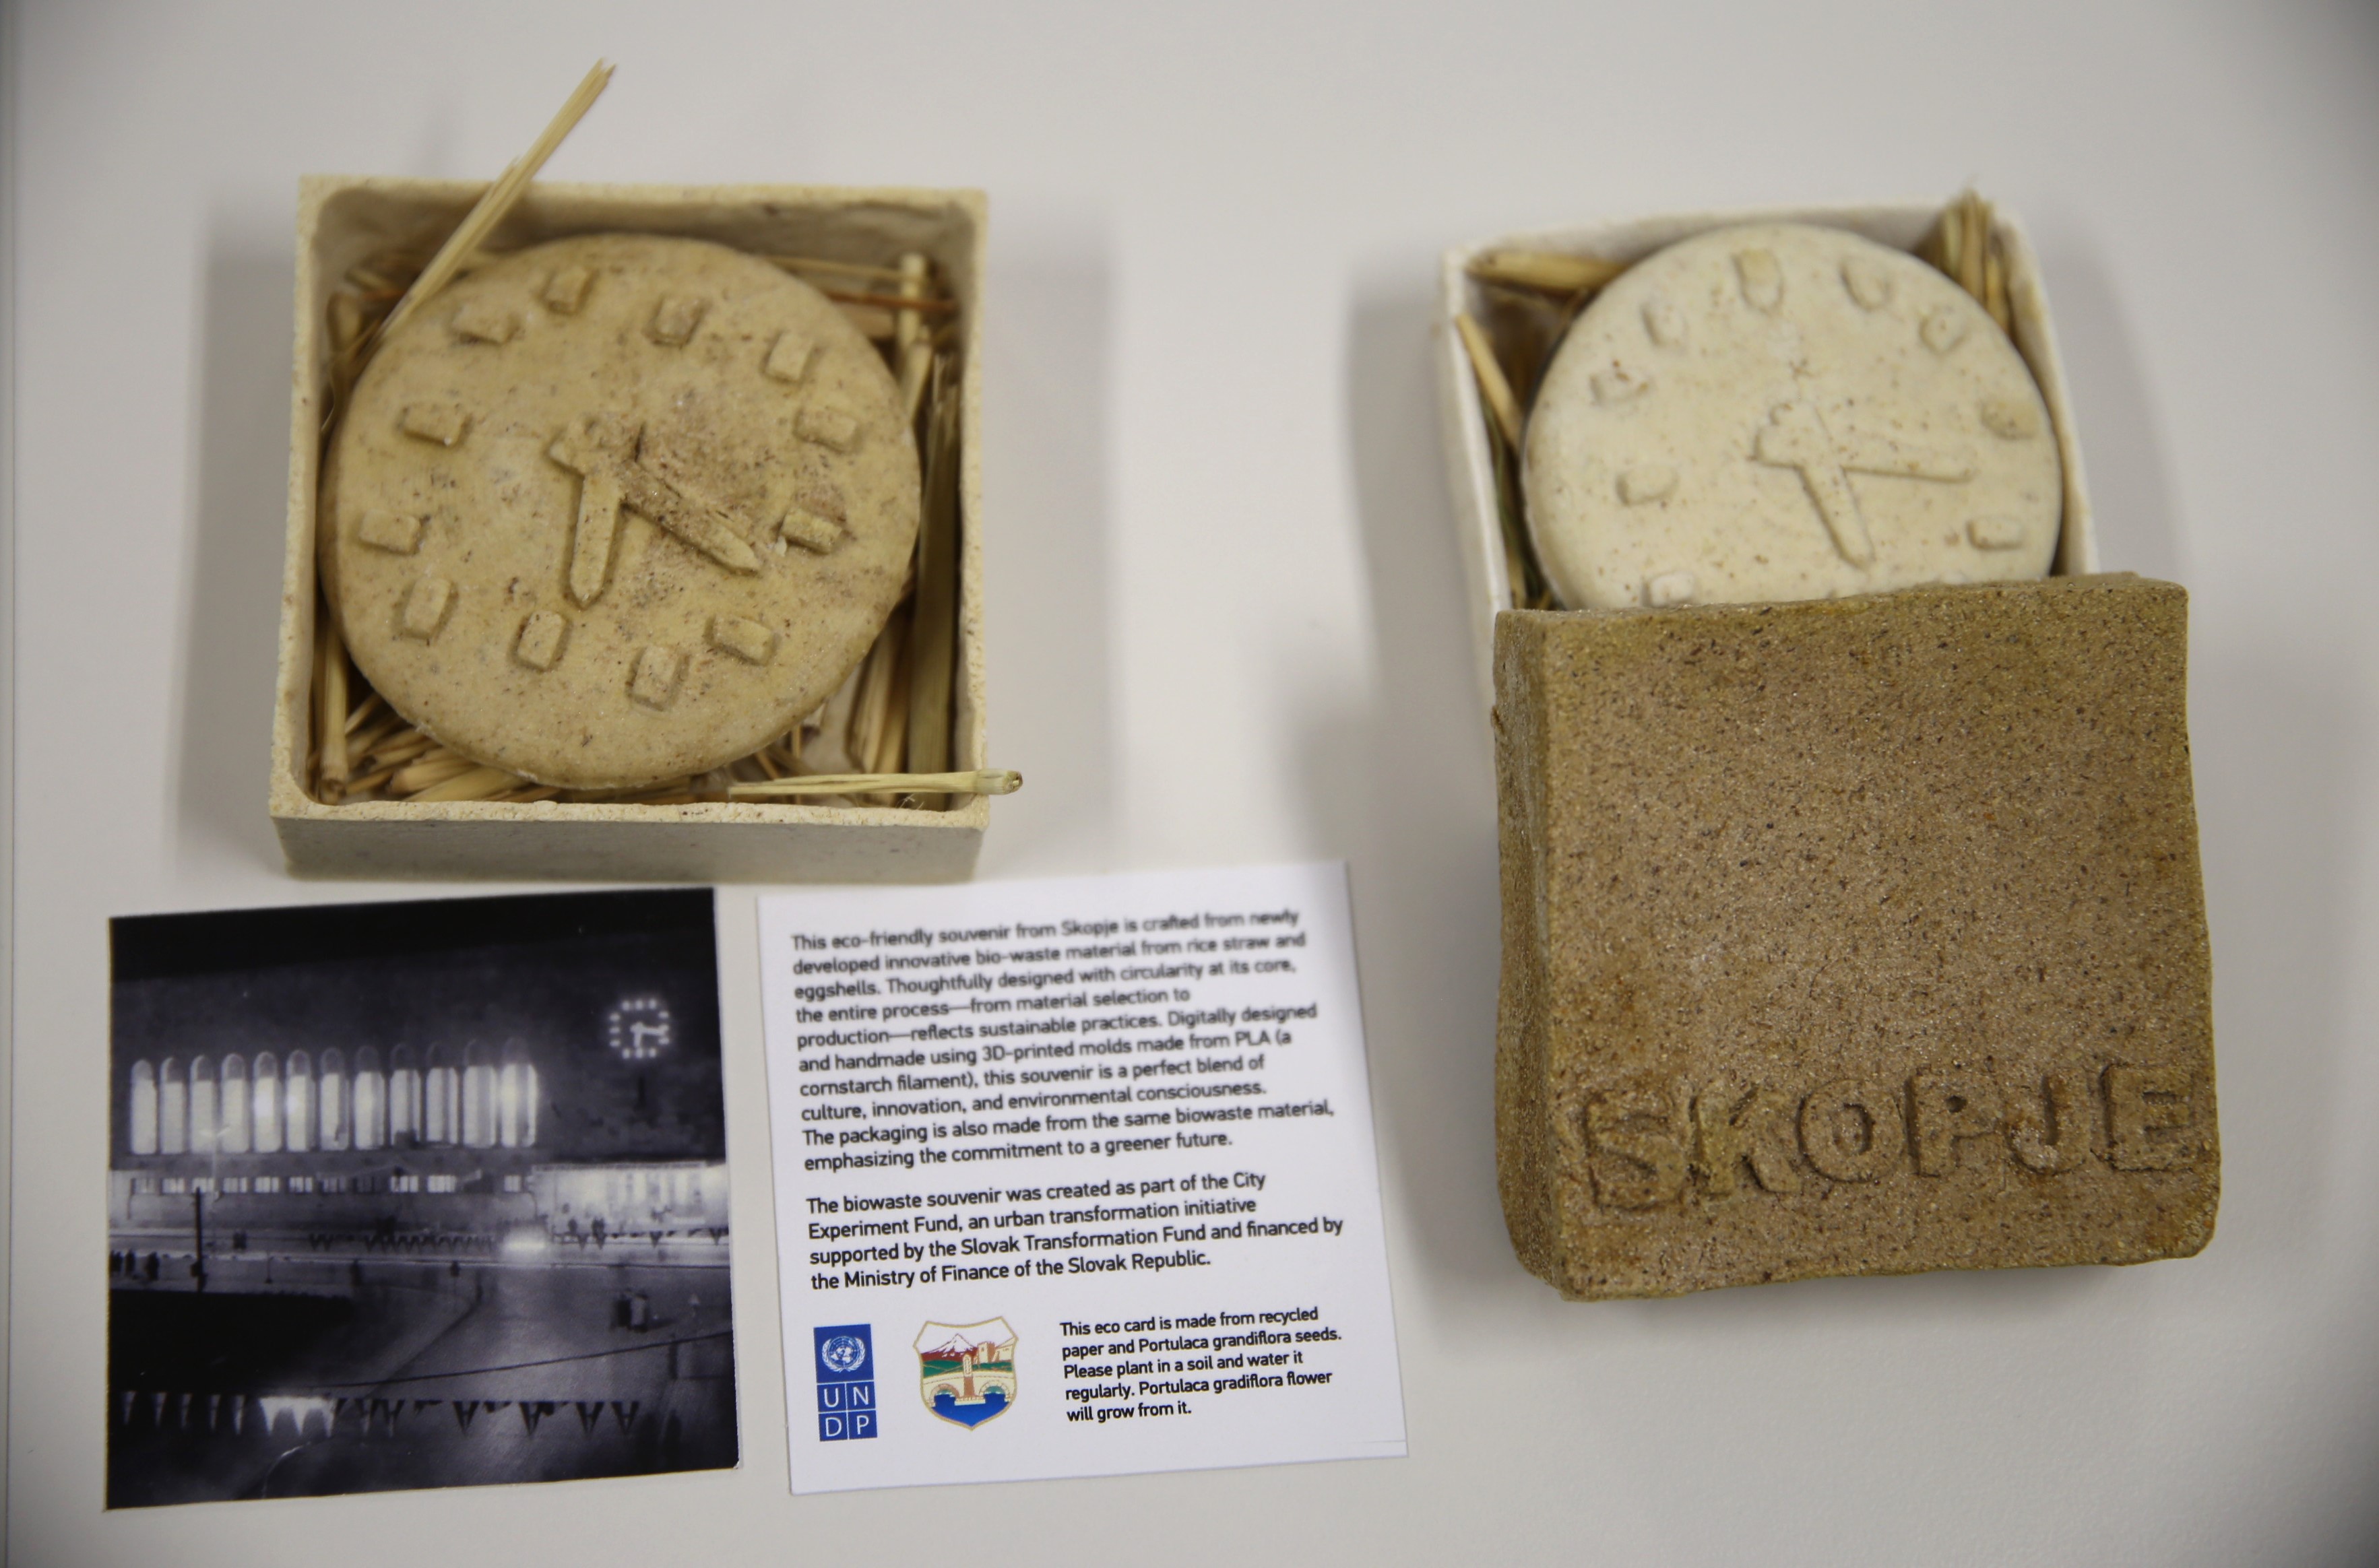 This eco-friendly souvenir from Skopje is crafted from newly
developed innovative bio-waste material from rice straw and
eggshells. Thoughtfully designed with circularity at its core,
the entire process—from material selection to
production—reflects sustainable practices. Digitally designed
and handmade using 3D-printed molds made from PLA (a
cornstarch filament), this souvenir is a perfect blend of
culture, innovation, and environmental consciousness.
The packaging is also made from the same biowaste material,
emphasizing the commitment to a greener future.
The biowaste souvenir was created as part of the City
Experiment Fund, an urban transformation initiative
supported by the Slovak Transformation Fund and financed by
the Ministry of Finance of the Slovak Republic.
U N
D P
This eco card is made from recycled
paper and Portulaca grandiflora seeds.
Please plant in a soil and water it
regularly. Portulaca gradiflora flower
will grow from it.
SKOPJE